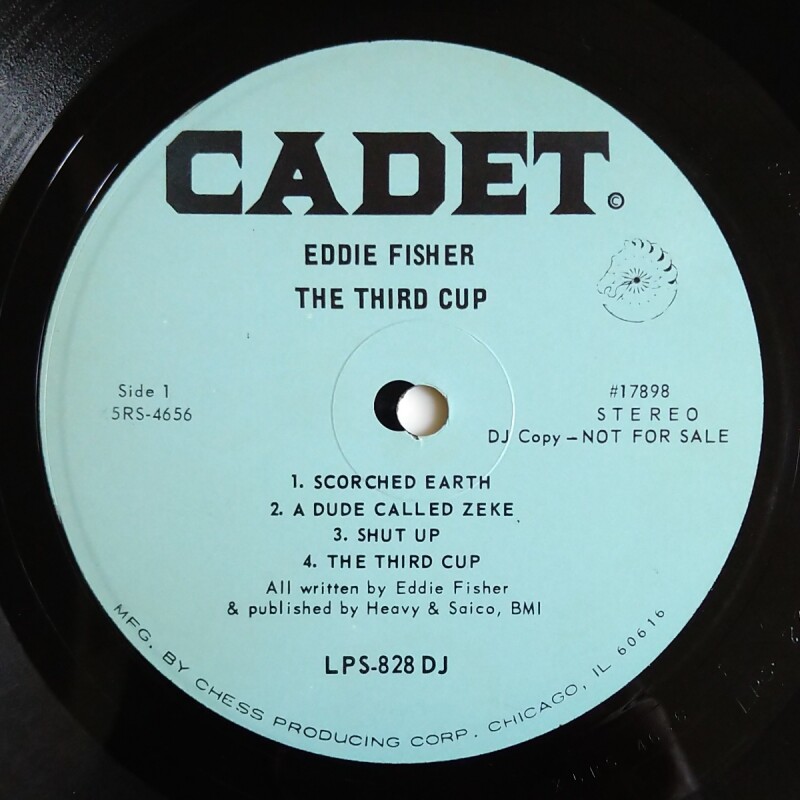 CADET.©
EDDIE FISHER
THE THIRD CUP
Side 1
5RS-4656
#17898
STEREO
DJ Copy – NOT FOR SALE
1. SCORCHED EARTH
2. A DUDE CALLED ZEKE
3. SHUT UP
4. THE THIRD CUP
All written by Eddie Fisher
& published by Heavy & Saico, BMI
LPS-828 DJ
MFG. BY CHESS PRODUCING CORP. CHICAGO, IL 60616